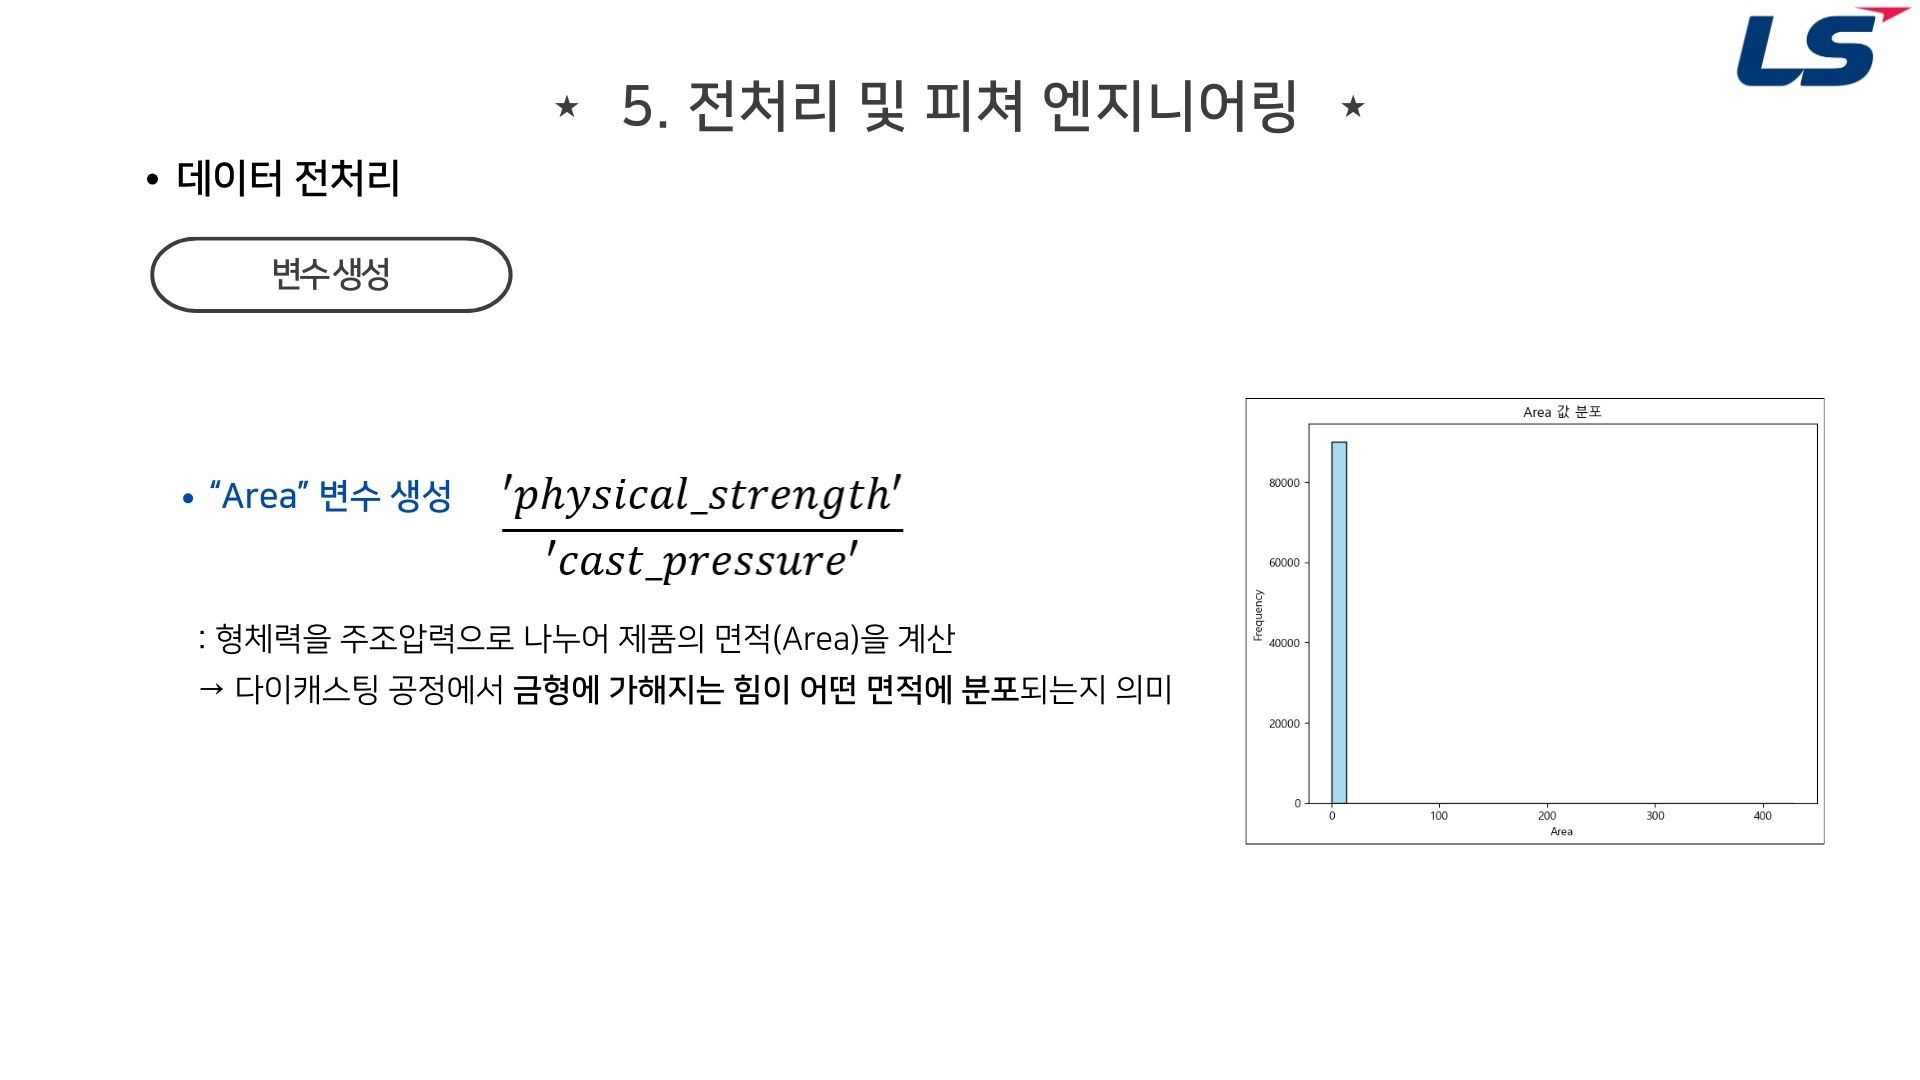 LS
★ 5. 전처리 및 피쳐 엔지니어링 ★
• 데이터 전처리
변수 생성
• “Area” 변수 생성
'physical_strength'
'cast_pressure'
: 형체력을 주조압력으로 나누어 제품의 면적(Area)을 계산
→ 다이캐스팅 공정에서 금형에 가해지는 힘이 어떤 면적에 분포되는지 의미
Area 값 분포
Frequency
80000
60000
40000
20000
0
0 100 200 300 400
Area